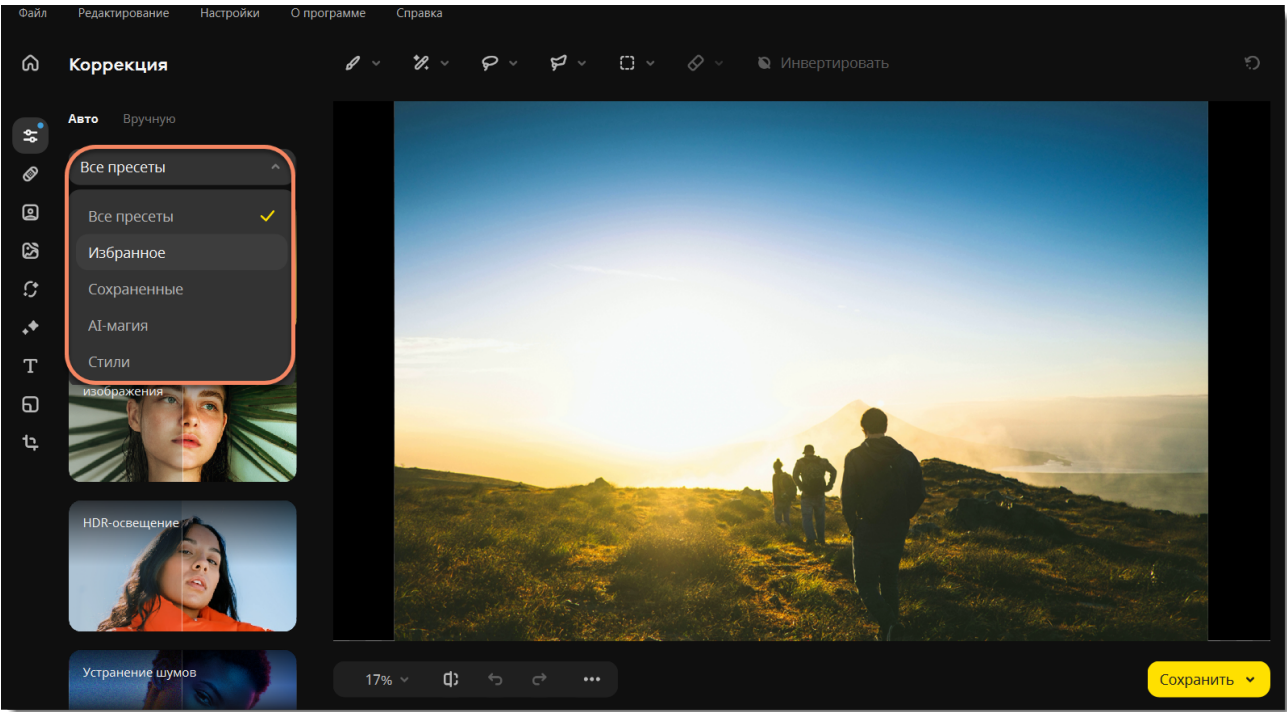 Файл Редактирование Настройки О программе Справка
Коррекция
Инвертировать
Авто Вручную
Все пресеты
Все пресеты
Избранное
Сохраненные
AI-магия
Стили
изображения
HDR-освещение
Устранение шумов
17%
Сохранить